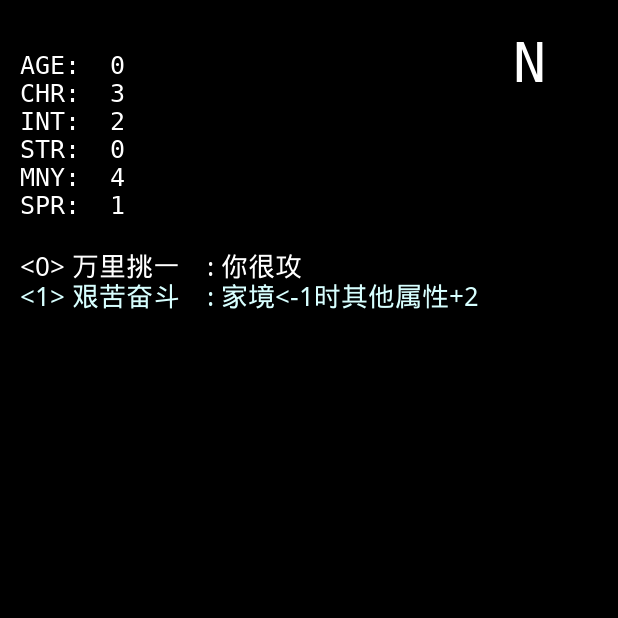 N
AGE: 0
CHR: 3
INT: 2
STR: 0
MNY: 4
SPR: 1
<0> 万里挑一 : 你很攻
<1> 艰苦奋斗 : 家境<-1时其他属性+2